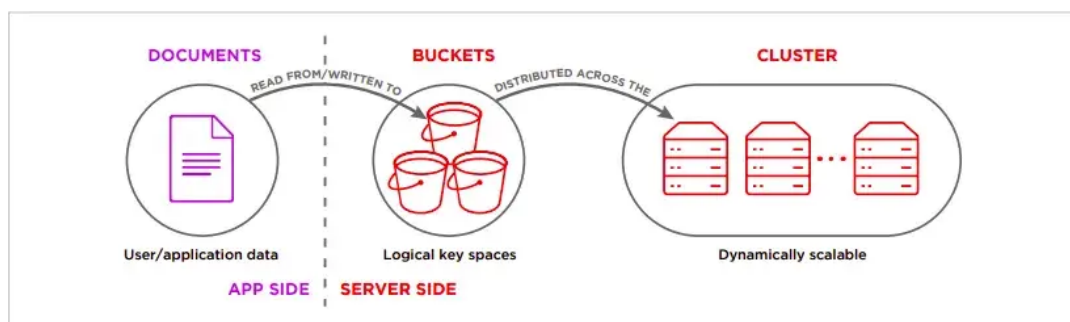 DOCUMENTS
BUCKETS
CLUSTER
READ FROM/WRITTEN TO
DISTRIBUTED ACROSS THE
User/application data
Logical key spaces
Dynamically scalable
APP SIDE
SERVER SIDE